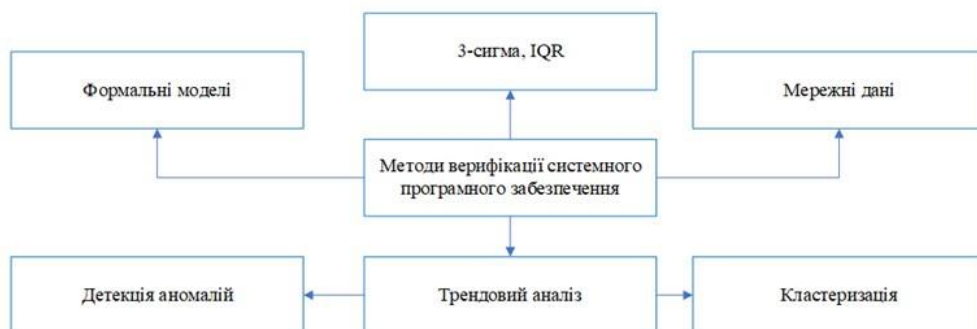 3-сигма, IQR
Формальні моделі
Мережні дані
Методи верифікації системного
програмного забезпечення
Детекція аномалій
Трендовий аналіз
Кластеризація